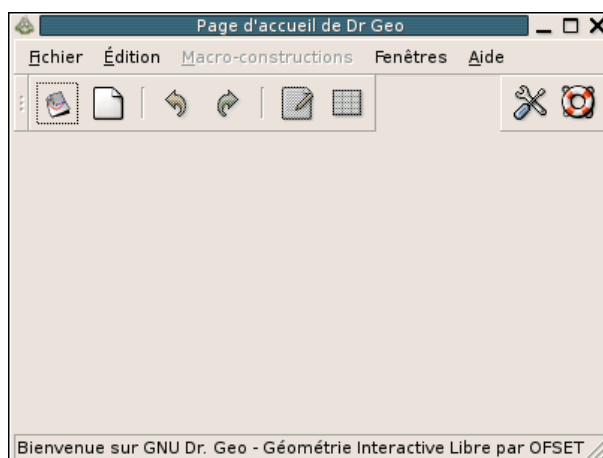 Page d'accueil de Dr Geo
Fichier Édition Macro-constructions Fenêtres Aide
Bienvenue sur GNU Dr. Geo - Géométrie Interactive Libre par OFSET